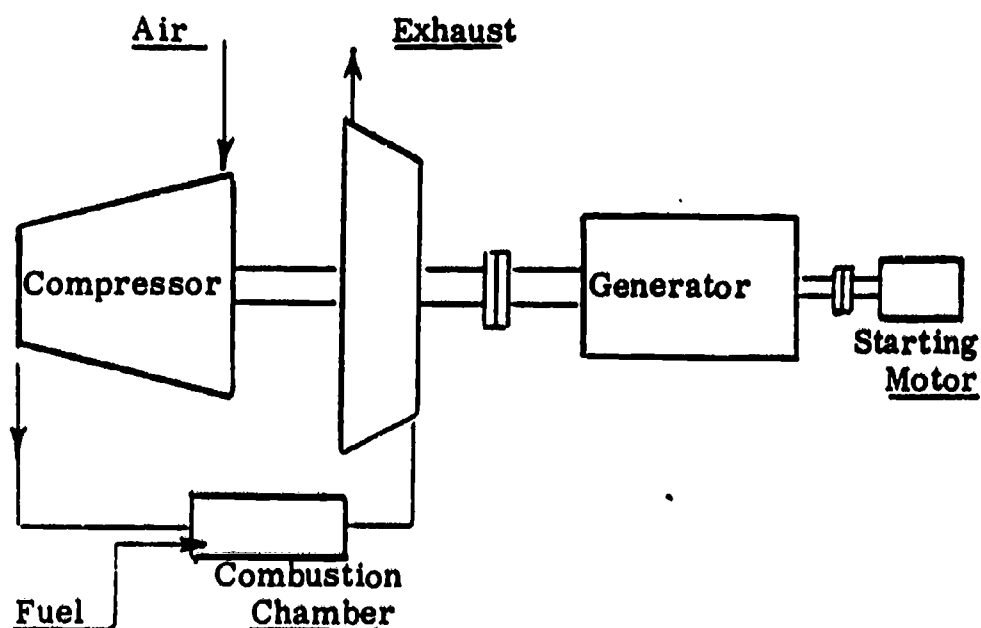 Air
Exhaust
Compressor
Generator
Starting
Motor
Combustion
Chamber
Fuel